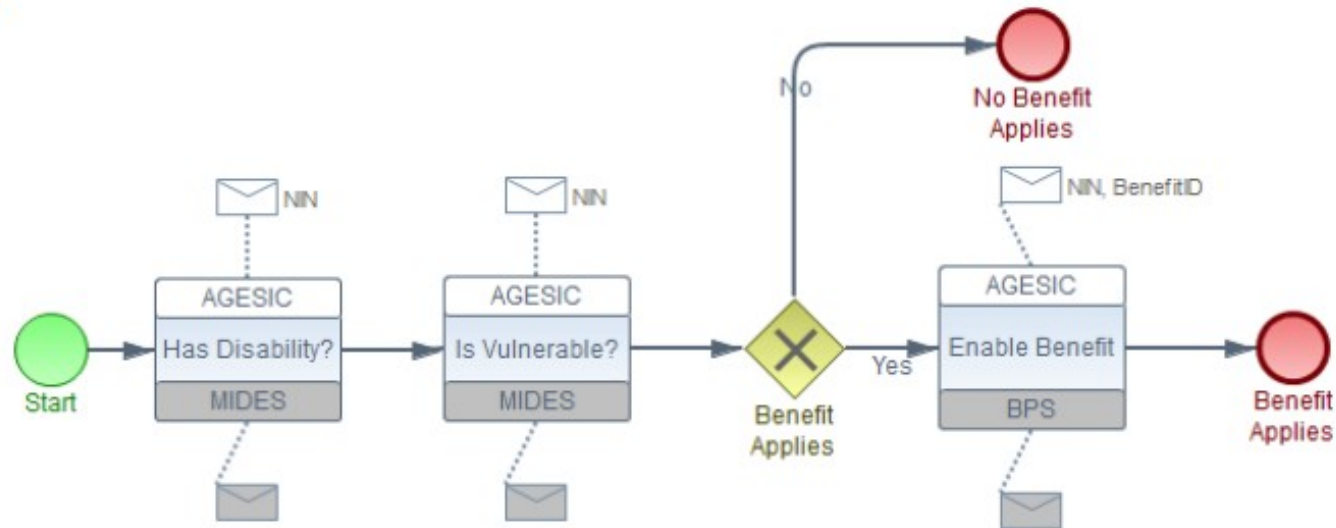 No
No Benefit
Applies
NIN
NIN
NIN, BenefitID
AGESIC
AGESIC
AGESIC
Has Disability?
Is Vulnerable?
Enable Benefit
Yes
MIDES
MIDES
BPS
Start
Benefit
Applies
Benefit
Applies